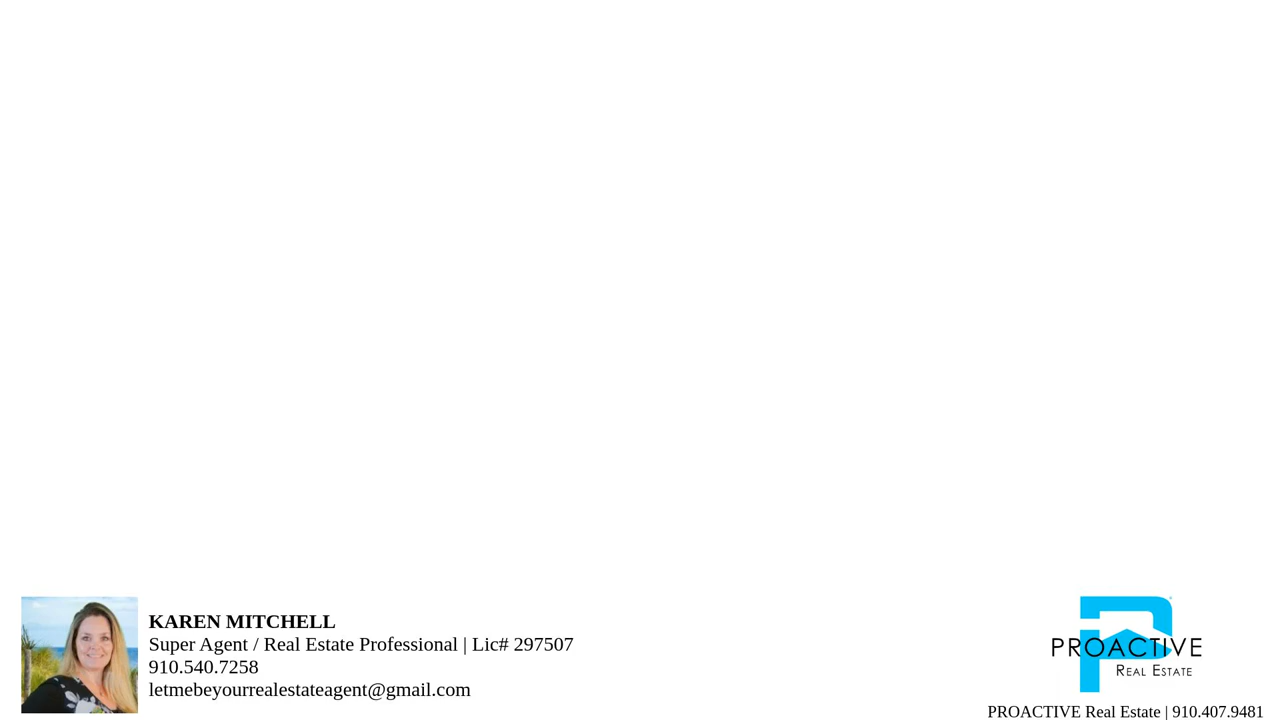 KAREN MITCHELL
Super Agent / Real Estate Professional | Lic# 297507
910.540.7258
letmebeyourrealestateagent@gmail.com
PROACTIVE
REAL ESTATE
PROACTIVE Real Estate | 910.407.9481